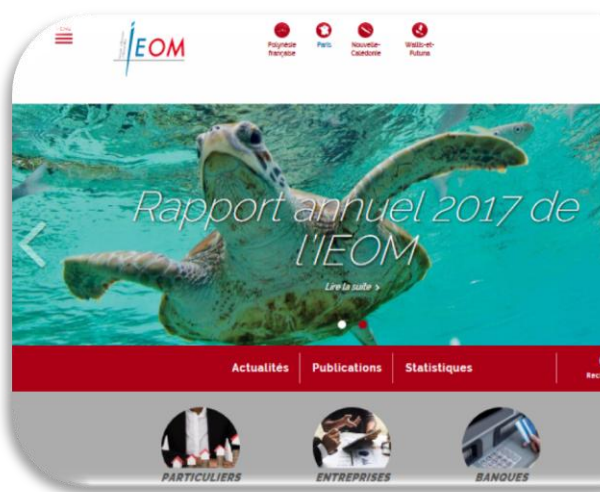 IEOM
Polynésie française
Paris
Nouvelle-Calédonie
Wallis-et-Futuna
Rapport annuel 2017 de
l'IEOM
Lire la suite >
Actualités
Publications
Statistiques
PARTICULIERS
ENTREPRISES
BANQUES